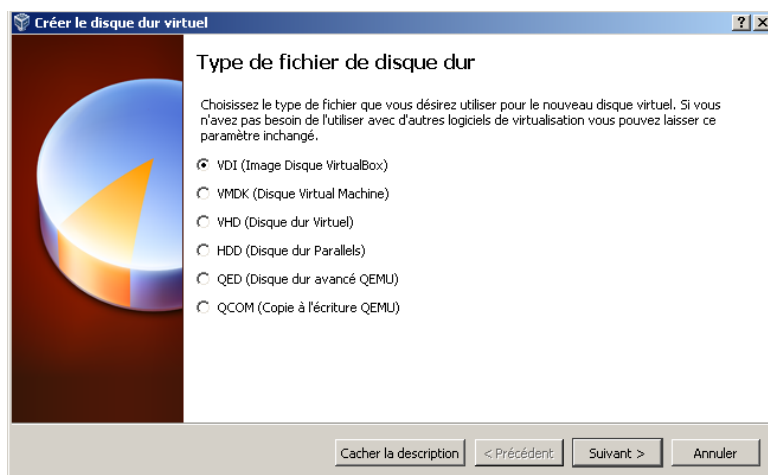 Créer le disque dur virtuel
Type de fichier de disque dur
Choisissez le type de fichier que vous désirez utiliser pour le nouveau disque virtuel. Si vous
n'avez pas besoin de l'utiliser avec d'autres logiciels de virtualisation vous pouvez laisser ce
paramètre inchangé.
VDI (Image Disque VirtualBox)
VMDK (Disque Virtual Machine)
VHD (Disque dur Virtuel)
HDD (Disque dur Parallels)
QED (Disque dur avancé QEMU)
QCOM (Copie à l'écriture QEMU)
Cacher la description < Précédent Suivant > Annuler